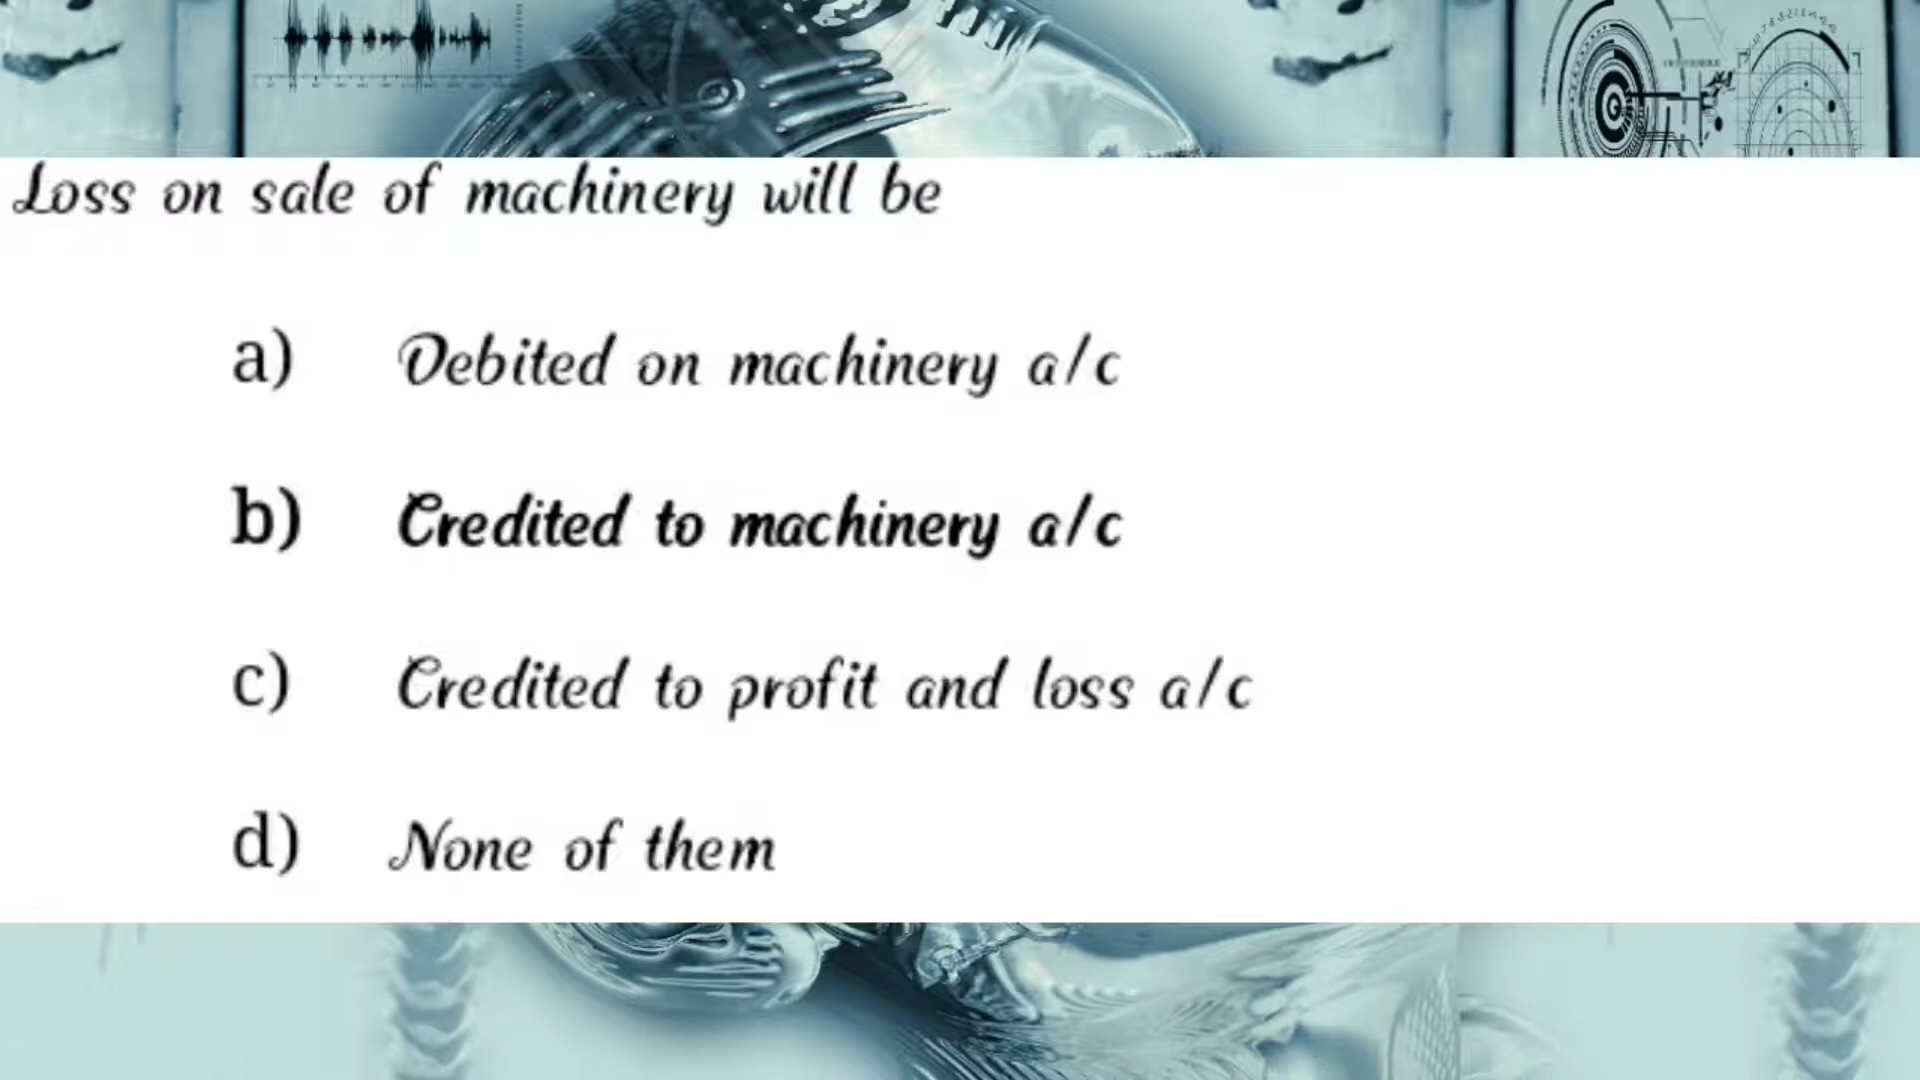 Loss on sale of machinery will be
a) Debited on machinery a/c
b) Credited to machinery a/c
c) Credited to profit and loss a/c
d) None of them